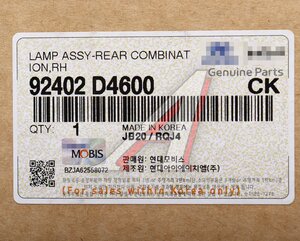 LAMP ASSY-REAR COMBINAT
ION,RH
Genuine Parts
92402 D4600
CK
QTY: 1
MADE IN KOREA
JB20 / RQJ4
MOBIS
BZJA62558072
판매원: 현대모비스
제조원: 현대아이에이치엘(주)
(For sales within Korea only)